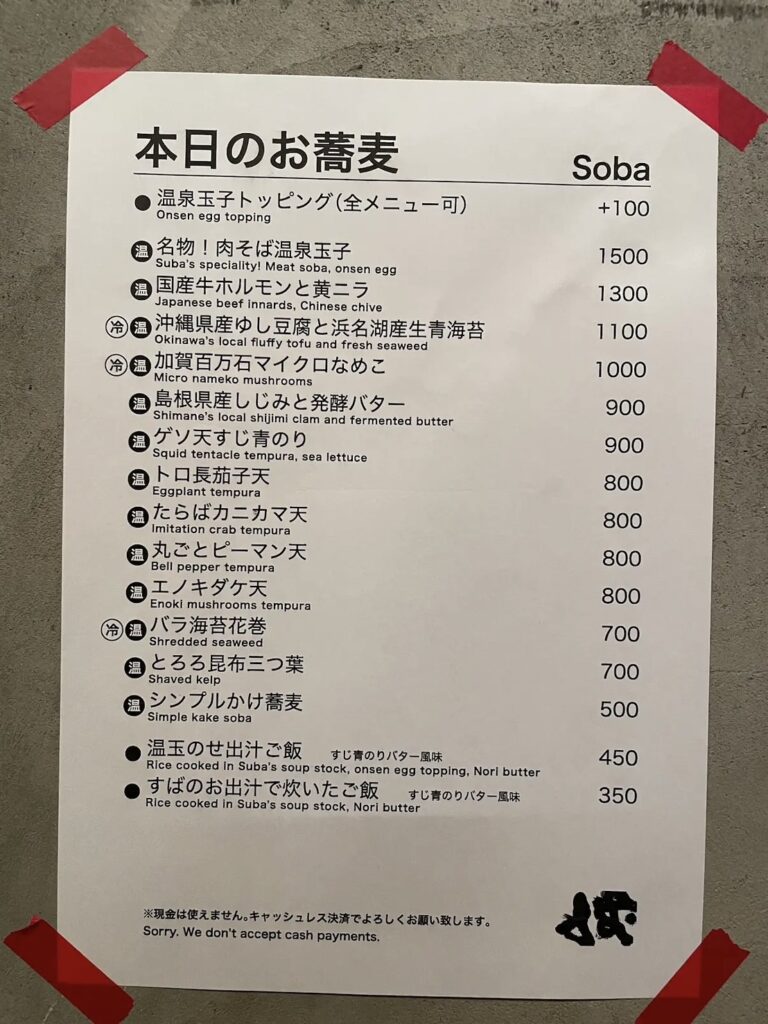 本日のお蕎麦 Soba
● 温泉玉子トッピング(全メニュー可) +100
Onsen egg topping
温 名物！肉そば温泉玉子 1500
Suba's speciality! Meat soba, onsen egg
温 国産牛ホルモンと黄ニラ 1300
Japanese beef innards, Chinese chive
冷 温 沖縄県産ゆし豆腐と浜名湖産生青海苔 1100
Okinawa's local fluffy tofu and fresh seaweed
冷 温 加賀百万石マイクロなめこ 1000
Micro nameko mushrooms
温 島根県産しじみと発酵バター 900
Shimane's local shijimi clam and fermented butter
温 ゲソ天すじ青のり 900
Squid tentacle tempura, sea lettuce
温 トロ長茄子天 800
Eggplant tempura
温 たらばカニカマ天 800
Imitation crab tempura
温 丸ごとピーマン天 800
Bell pepper tempura
温 エノキダケ天 800
Enoki mushrooms tempura
冷 温 バラ海苔花巻 700
Shredded seaweed
温 とろろ昆布三つ葉 700
Shaved kelp
温 シンプルかけ蕎麦 500
Simple kake soba
● 温玉のせ出汁ご飯 すじ青のりバター風味 450
Rice cooked in Suba's soup stock, onsen egg topping, Nori butter
● すばのお出汁で炊いたご飯 すじ青のりバター風味 350
Rice cooked in Suba's soup stock, Nori butter
※現金は使えません。キャッシュレス決済でよろしくお願い致します。
Sorry. We don't accept cash payments.